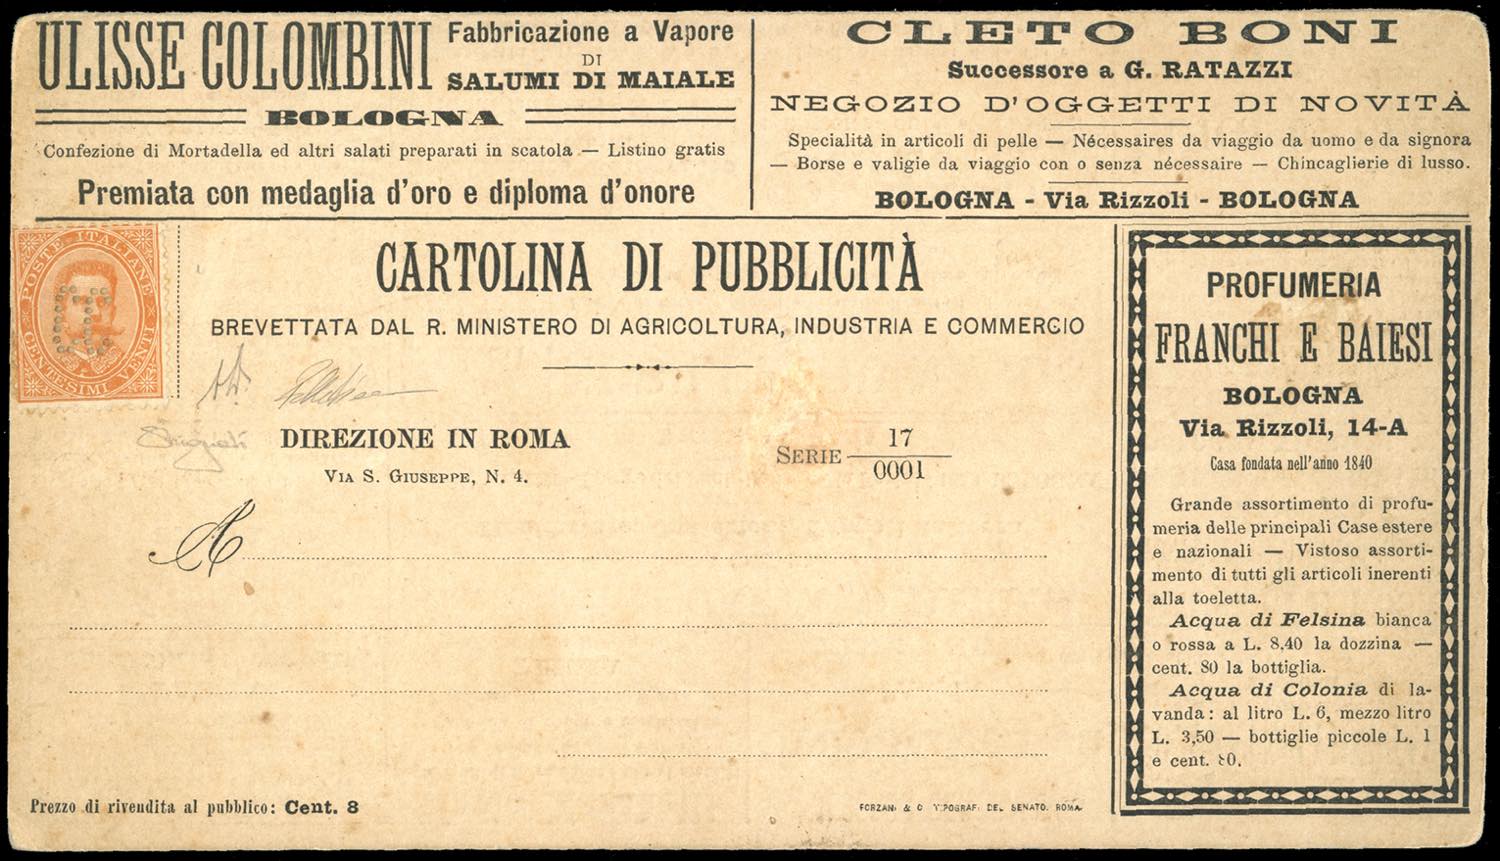 ULISSE COLOMBINI
Fabbricazione a Vapore
DI
SALUMI DI MAIALE
BOLOGNA
Confezione di Mortadella ed altri salati preparati in scatola — Listino gratis
Premiata con medaglia d'oro e diploma d'onore
CLETO BONI
Successore a G. RATAZZI
NEGOZIO D'OGGETTI DI NOVITÀ
Specialità in articoli di pelle — Nécessaires da viaggio da uomo e da signora
— Borse e valigie da viaggio con o senza nécessaire — Chincaglierie di lusso.
BOLOGNA - Via Rizzoli - BOLOGNA
POSTE ITALIANE
CENTESIMI VENTI
CARTOLINA DI PUBBLICITÀ
BREVETTATA DAL R. MINISTERO DI AGRICOLTURA, INDUSTRIA E COMMERCIO
DIREZIONE IN ROMA
VIA S. GIUSEPPE, N. 4.
SERIE 17
0001
A
Prezzo di rivendita al pubblico: Cent. 8
FORZANI & C TIPOGRAFI DEL SENATO. ROMA.
PROFUMERIA
FRANCHI E BAIESI
BOLOGNA
Via Rizzoli, 14-A
Casa fondata nell'anno 1840
Grande assortimento di profu-
meria delle principali Case estere
e nazionali — Vistoso assorti-
mento di tutti gli articoli inerenti
alla toeletta.
Acqua di Felsina bianca
o rossa a L. 8,40 la dozzina —
cent. 80 la bottiglia.
Acqua di Colonia di la-
vanda: al litro L. 6, mezzo litro
L. 3,50 — bottiglie piccole L. 1
e cent. 80.